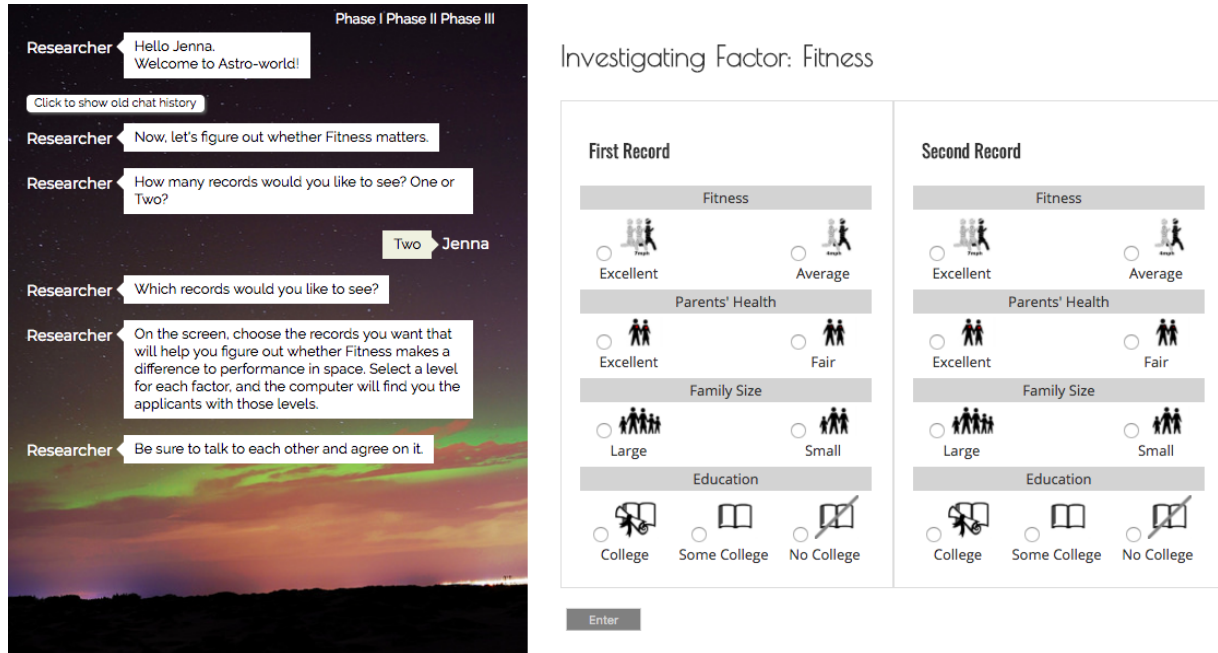 Phase I Phase II Phase III
Researcher
Hello Jenna.
Welcome to Astro-world!
Click to show old chat history
Researcher
Now, let's figure out whether Fitness matters.
Researcher
How many records would you like to see? One or
Two?
Two
Jenna
Researcher
Which records would you like to see?
Researcher
On the screen, choose the records you want that
will help you figure out whether Fitness makes a
difference to performance in space. Select a level
for each factor, and the computer will find you the
applicants with those levels.
Researcher
Be sure to talk to each other and agree on it.
Investigating Factor: Fitness
First Record
Fitness
7mph
4mph
Excellent
Average
Parents' Health
Excellent
Fair
Family Size
Large
Small
Education
College
Some College
No College
Second Record
Fitness
7mph
4mph
Excellent
Average
Parents' Health
Excellent
Fair
Family Size
Large
Small
Education
College
Some College
No College
Enter